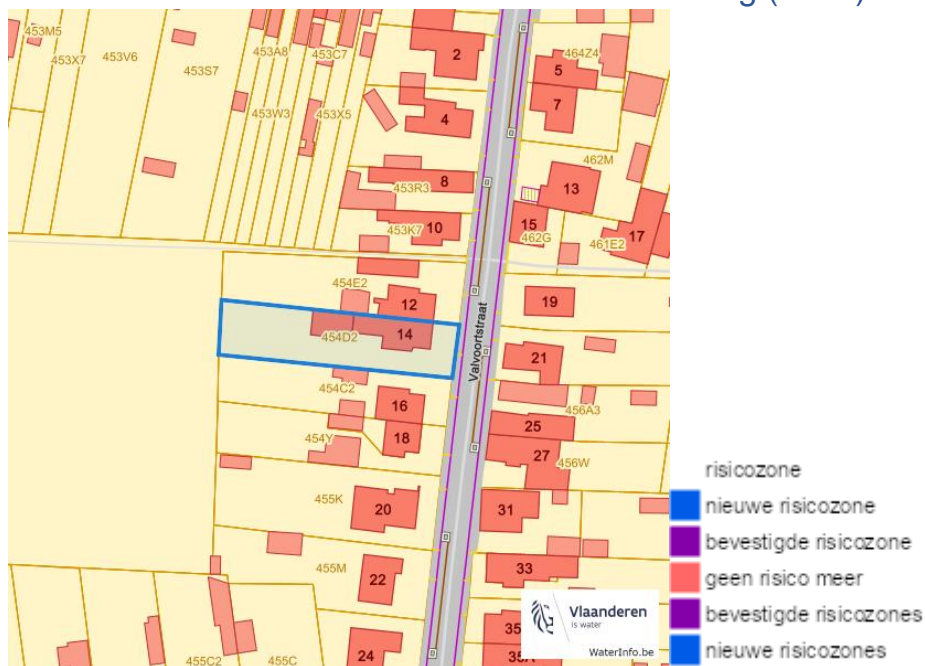 453M5
453X7
453V6
453S7
453A8
453C7
453W3
453X5
2
4
464Z4
5
7
462M
13
8
453R3
10
453K7
15
462G
17
461E2
454E2
12
14
454D2
19
Valvoortstraat
21
454C2
16
456A3
18
454Y
25
27
456W
455K
20
31
33
455M
22
35
35A
24
455C2
455C
Vlaanderen
is water
WaterInfo.be
risicozone
nieuwe risicozone
bevestigde risicozone
geen risico meer
bevestigde risicozones
nieuwe risicozones